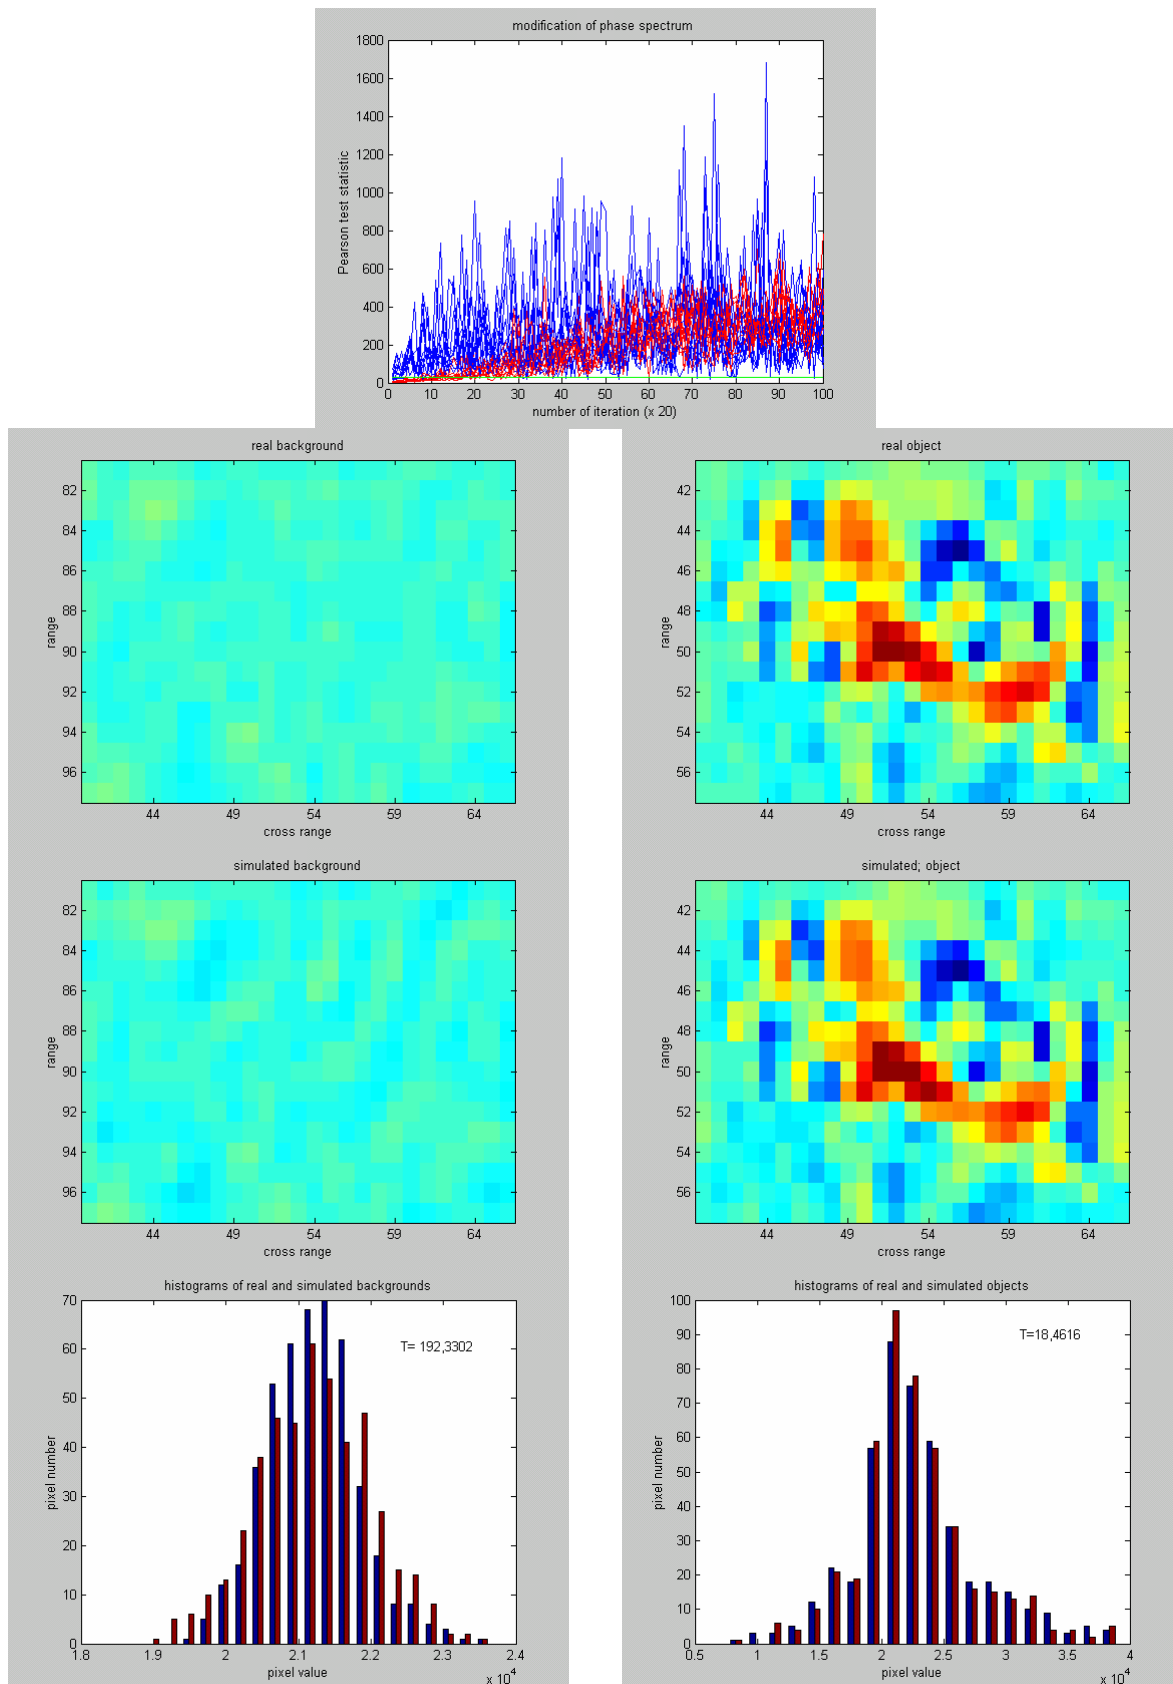 modification of phase spectrum
1800
1600
1400
1200
1000
800
600
400
200
0
Pearson test statistic
0 10 20 30 40 50 60 70 80 90 100
number of iteration (x 20)
real background
82
84
86
88
90
92
94
96
range
44 49 54 59 64
cross range
real object
42
44
46
48
50
52
54
56
range
44 49 54 59 64
cross range
simulated background
82
84
86
88
90
92
94
96
range
44 49 54 59 64
cross range
simulated; object
42
44
46
48
50
52
54
56
range
44 49 54 59 64
cross range
histograms of real and simulated backgrounds
70
60
50
40
30
20
10
0
pixel number
T= 192,3302
1.8 1.9 2 2.1 2.2 2.3 2.4
x 10^4
pixel value
histograms of real and simulated objects
100
90
80
70
60
50
40
30
20
10
0
pixel number
T=18,4616
0.5 1 1.5 2 2.5 3 3.5 4
x 10^4
pixel value